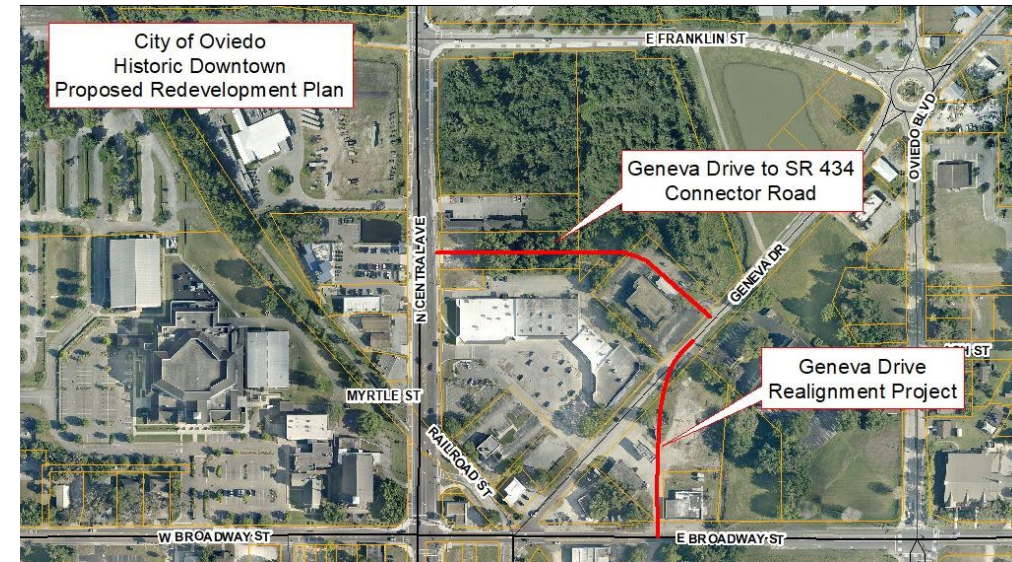 City of Oviedo
Historic Downtown
Proposed Redevelopment Plan
E FRANKLIN ST
OVIEDO BLVD
Geneva Drive to SR 434
Connector Road
N CENTRAL AVE
GENEVA DR
Geneva Drive
Realignment Project
MYRTLE ST
RAILROAD ST
W BROADWAY ST
E BROADWAY ST